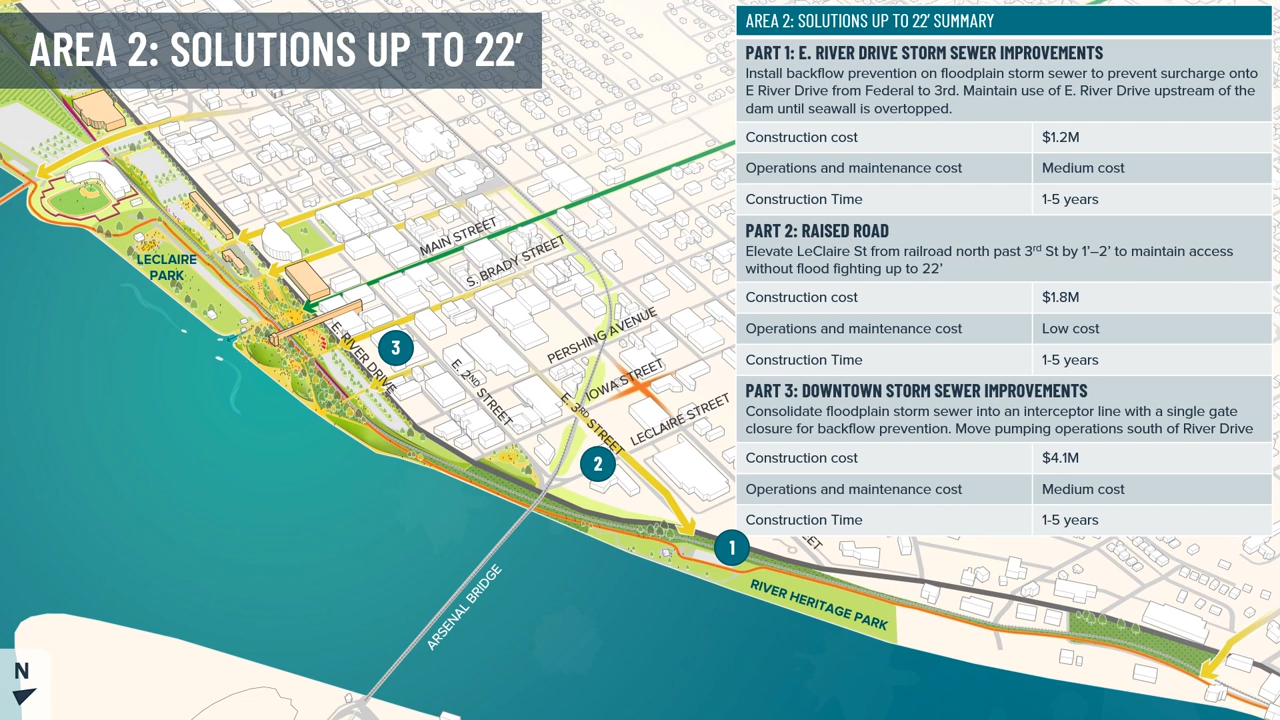 AREA 2: SOLUTIONS UP TO 22′
AREA 2: SOLUTIONS UP TO 22′ SUMMARY
PART 1: E. RIVER DRIVE STORM SEWER IMPROVEMENTS
Install backflow prevention on floodplain storm sewer to prevent surcharge onto
E River Drive from Federal to 3rd. Maintain use of E. River Drive upstream of the
dam until seawall is overtopped.
Construction cost $1.2M
Operations and maintenance cost Medium cost
Construction Time 1-5 years
PART 2: RAISED ROAD
Elevate LeClaire St from railroad north past 3rd St by 1’–2’ to maintain access
without flood fighting up to 22’
Construction cost $1.8M
Operations and maintenance cost Low cost
Construction Time 1-5 years
PART 3: DOWNTOWN STORM SEWER IMPROVEMENTS
Consolidate floodplain storm sewer into an interceptor line with a single gate
closure for backflow prevention. Move pumping operations south of River Drive
Construction cost $4.1M
Operations and maintenance cost Medium cost
Construction Time 1-5 years
LECLAIRE
PARK
MAIN STREET
S. BRADY STREET
E. RIVER DRIVE
3
E. 2ND STREET
PERSHING AVENUE
IOWA STREET
E. 3RD STREET
LECLAIRE STREET
2
1
ARSENAL BRIDGE
RIVER HERITAGE PARK
N